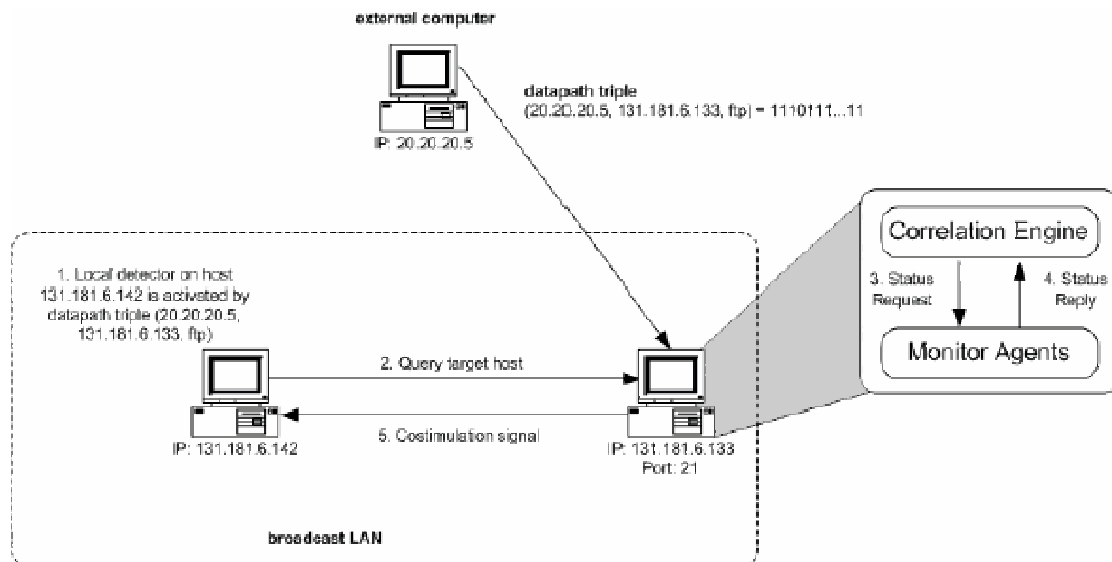 external computer
IP: 20.20.20.5
datapath triple
(20.20.20.5, 131.181.6.133, ftp) = 1110111...11
1. Local detector on host
131.181.6.142 is activated by
datapath triple (20.20.20.5,
131.181.6.133, ftp)
2. Query target host
5. Costimulation signal
IP: 131.181.6.142
IP: 131.181.6.133
Port: 21
broadcast LAN
Correlation Engine
3. Status
Request
4. Status
Reply
Monitor Agents